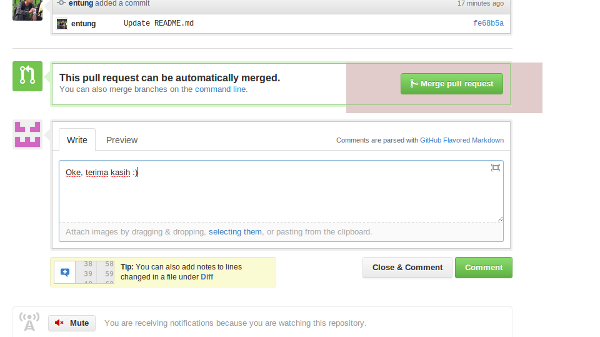 entung added a commit
17 minutes ago
entung Update README.md fe68b5a
This pull request can be automatically merged.
You can also merge branches on the command line.
Merge pull request
Write Preview
Comments are parsed with GitHub Flavored Markdown
Oke, terima kasih :)
Attach images by dragging & dropping, selecting them, or pasting from the clipboard.
38 58
39 59
Tip: You can also add notes to lines
changed in a file under Diff
Close & Comment Comment
Mute You are receiving notifications because you are watching this repository.